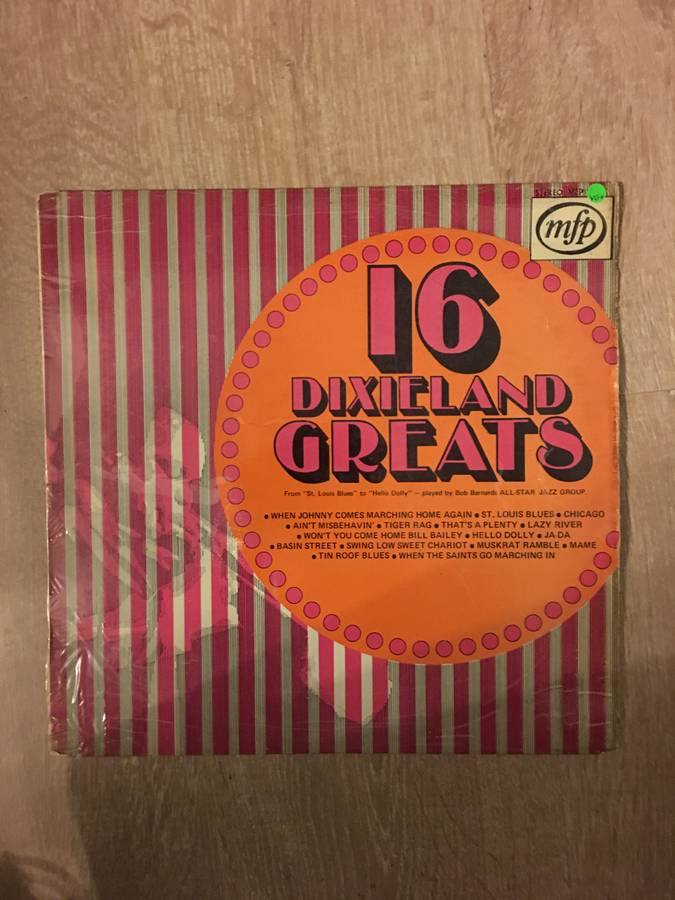 STEREO
VG+
mfp
16
DIXIELAND
GREATS
From "St. Louis Blues" to "Hello Dolly" – played by Bob Barnards ALL-STAR JAZZ GROUP
● WHEN JOHNNY COMES MARCHING HOME AGAIN ● ST. LOUIS BLUES ● CHICAGO
● AIN'T MISBEHAVIN' ● TIGER RAG ● THAT'S A PLENTY ● LAZY RIVER
● WON'T YOU COME HOME BILL BAILEY ● HELLO DOLLY ● JA-DA
● BASIN STREET ● SWING LOW SWEET CHARIOT ● MUSKRAT RAMBLE ● MAME
● TIN ROOF BLUES ● WHEN THE SAINTS GO MARCHING IN